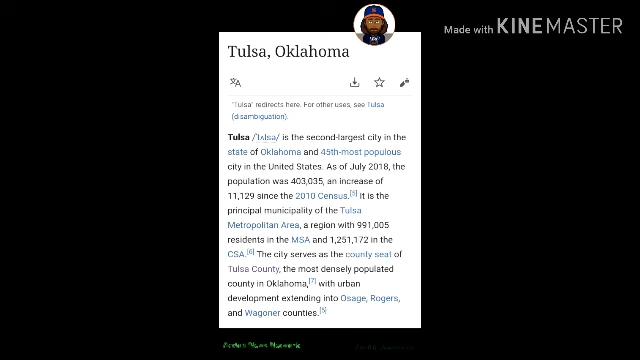 Made with KINEMASTER
Tulsa, Oklahoma
"Tulsa" redirects here. For other uses, see Tulsa
(disambiguation).
Tulsa /ˈtʌlsə/ is the second-largest city in the
state of Oklahoma and 45th-most populous
city in the United States. As of July 2018, the
population was 403,035, an increase of
11,129 since the 2010 Census.[5] It is the
principal municipality of the Tulsa
Metropolitan Area, a region with 991,005
residents in the MSA and 1,251,172 in the
CSA.[6] The city serves as the county seat of
Tulsa County, the most densely populated
county in Oklahoma,[7] with urban
development extending into Osage, Rogers,
and Wagoner counties.[5]